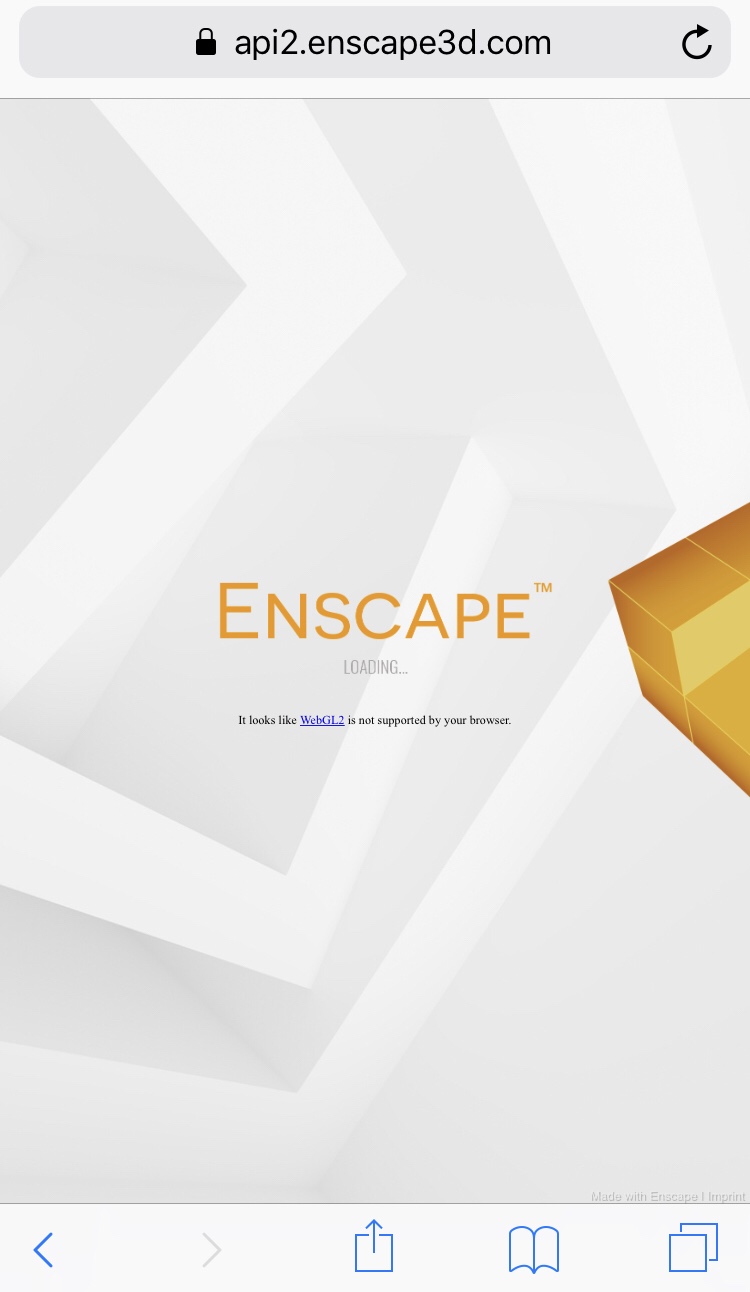 api2.enscape3d.com
ENSCAPE™
LOADING...
It looks like WebGL2 is not supported by your browser.
Made with Enscape | Imprint